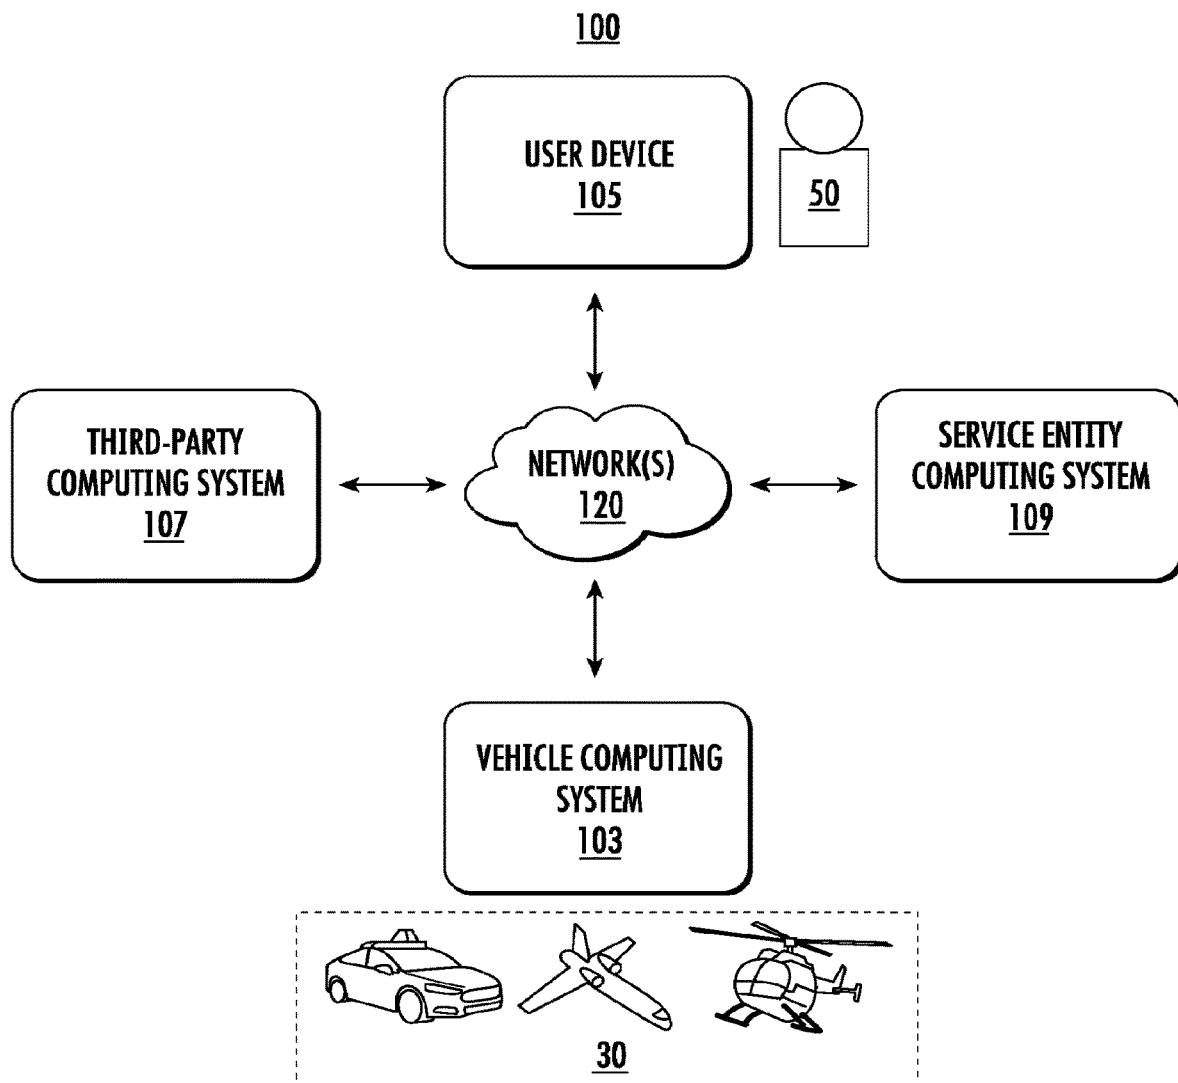 100
USER DEVICE
105
50
THIRD-PARTY
COMPUTING SYSTEM
107
NETWORK(S)
120
SERVICE ENTITY
COMPUTING SYSTEM
109
VEHICLE COMPUTING
SYSTEM
103
30